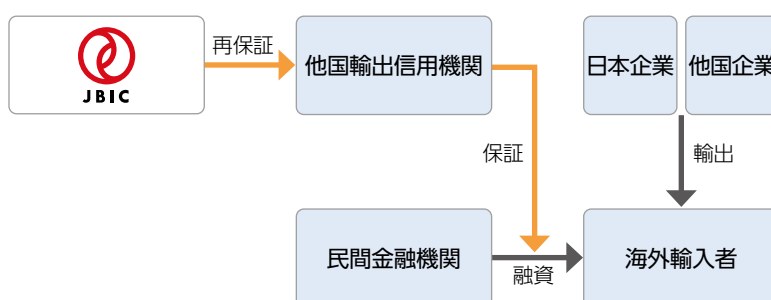 JBIC
再保証
他国輸出信用機関
日本企業
他国企業
保証
輸出
民間金融機関
融資
海外輸入者